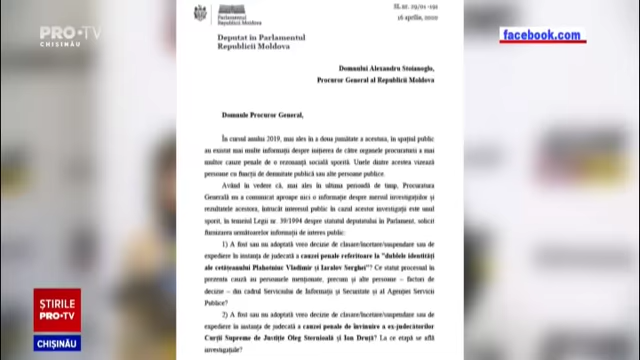 PRO•TV
CHIȘINĂU
Parlamentul
Republicii Moldova
SL nr. 29/01 -191
16 aprilie, 2020
facebook.com
Deputat în Parlamentul
Republicii Moldova
Domnului Alexandru Stoianoglo,
Procuror General al Republicii Moldova
Domnule Procuror General,
În cursul anului 2019, mai ales în a doua jumătate a acestuia, în spațiul public
au existat mai multe informații despre inițierea de către organele procuraturii a mai
multor cauze penale de o rezonanță socială sporită. Unele dintre acestea vizează
persoane cu funcții de demnitate publică sau alte persoane publice.
Având în vedere că, mai ales în ultima perioadă de timp, Procuratura
Generală nu a comunicat aproape nici o informație despre mersul investigațiilor și
rezultatele acestora, întrucât interesul public în cazul acestor investigații este unul
sporit, în temeiul Legii nr. 39/1994 despre statutul deputatului în Parlament, solicit
furnizarea următoarelor informații de interes public:
1) A fost sau nu adoptată vreo decizie de clasare/încetare/suspendare sau de
expediere în instanța de judecată a cauzei penale referitoare la "dublele identități
ale cetățeanului Plahotniuc Vladimir și Iaralov Serghei"? Ce statut procesual în
prezenta cauză au persoanele menționate, precum și alte persoane – factori de
decizie – din cadrul Serviciului de Informații și Securitate și al Agenției Servicii
Publice?
2) A fost sau nu adoptată vreo decizie de clasare/încetare/suspendare sau de
expediere în instanța de judecată a cauzei penale de învinuire a ex-judecătorilor
Curții Supreme de Justiție Oleg Sternioală și Ion Druță? La ce etapă se află
investigațiile?
ȘTIRILE
PRO•TV
CHIȘINĂU